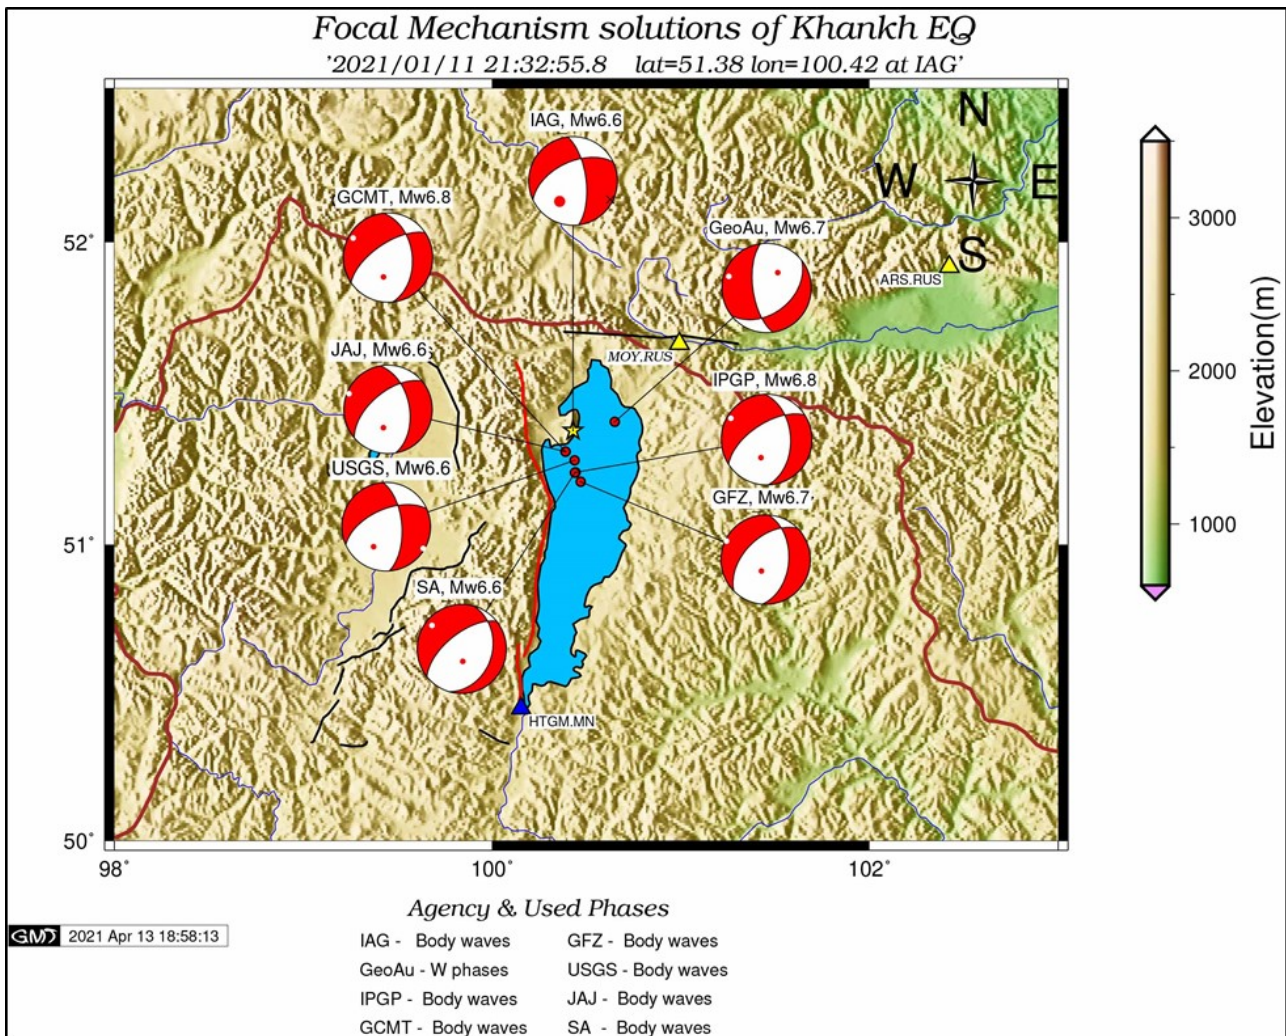 Focal Mechanism solutions of Khankh EQ
'2021/01/11 21:32:55.8 lat=51.38 lon=100.42 at IAG'
IAG, Mw6.6
N
GCMT, Mw6.8
W
E
GeoAu, Mw6.7
S
52°
ARS.RUS
3000
JAJ, Mw6.6
MOY.RUS
IPGP, Mw6.8
2000
Elevation(m)
USGS, Mw6.6
GFZ, Mw6.7
51°
1000
SA, Mw6.6
HTGM.MN
50°
98°
100°
102°
Agency & Used Phases
GMT 2021 Apr 13 18:58:13
IAG - Body waves GFZ - Body waves
GeoAu - W phases USGS - Body waves
IPGP - Body waves JAJ - Body waves
GCMT - Body waves SA - Body waves